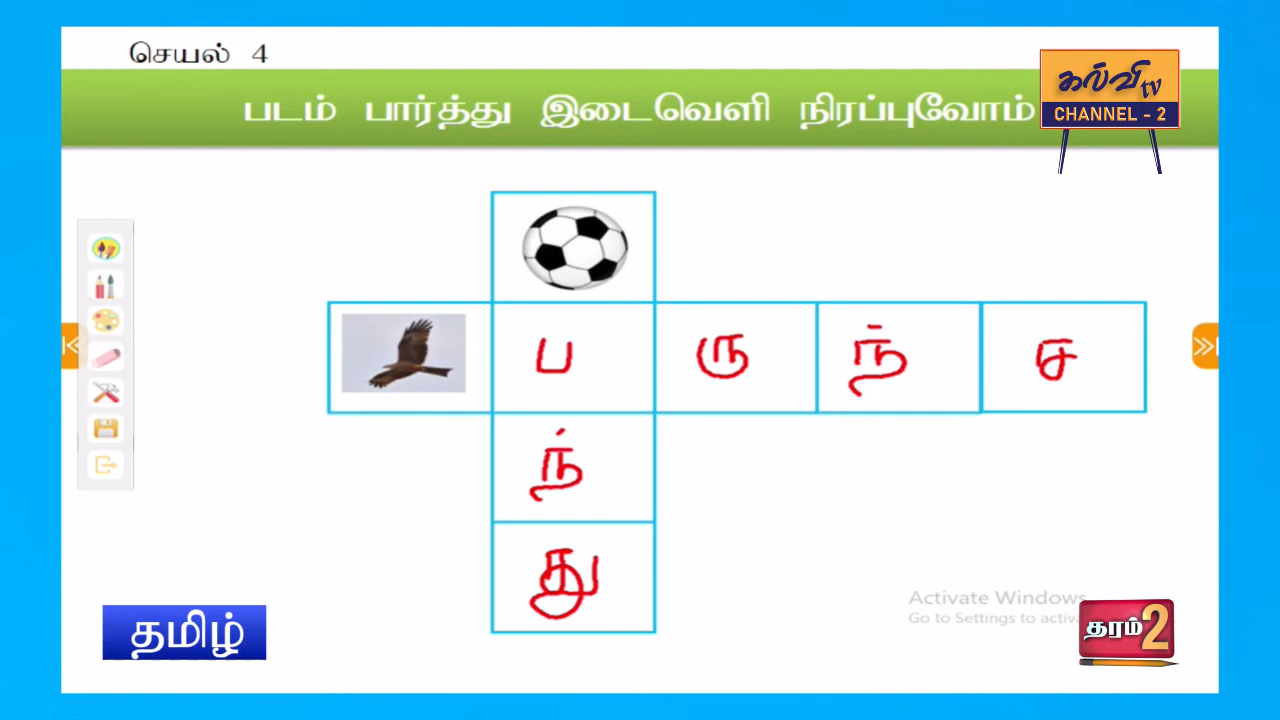 செயல் 4
படம் பார்த்து இடைவெளி நிரப்புவோம்
கல்வி tv
CHANNEL - 2
ப ரு ந் ச
ந்
து
Activate Windows
Go to Settings to activa
தமிழ்
தரம் 2